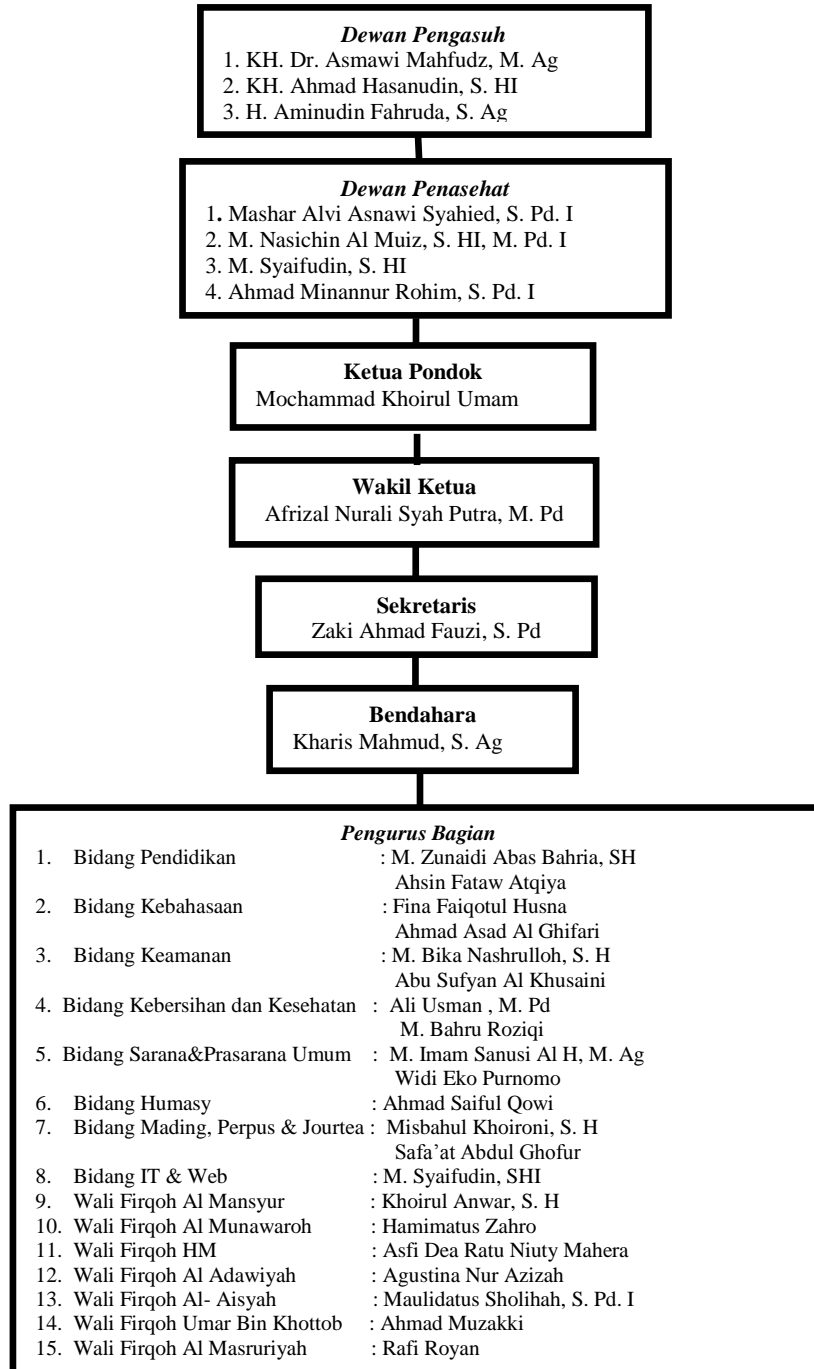 Dewan Pengasuh
1. KH. Dr. Asmawi Mahfudz, M. Ag
2. KH. Ahmad Hasanudin, S. HI
3. H. Aminudin Fahruda, S. Ag
Dewan Penasehat
1. Mashar Alvi Asnawi Syahied, S. Pd. I
2. M. Nasichin Al Muiz, S. HI, M. Pd. I
3. M. Syaifudin, S. HI
4. Ahmad Minannur Rohim, S. Pd. I
Ketua Pondok
Mochammad Khoirul Umam
Wakil Ketua
Afrizal Nurali Syah Putra, M. Pd
Sekretaris
Zaki Ahmad Fauzi, S. Pd
Bendahara
Kharis Mahmud, S. Ag
Pengurus Bagian
1. Bidang Pendidikan : M. Zunaidi Abas Bahria, SH
Ahsin Fataw Atqiya
2. Bidang Kebahasaan : Fina Faiqotul Husna
Ahmad Asad Al Ghifari
3. Bidang Keamanan : M. Bika Nashrulloh, S. H
Abu Sufyan Al Khusaini
4. Bidang Kebersihan dan Kesehatan : Ali Usman , M. Pd
M. Bahru Roziqi
5. Bidang Sarana&Prasarana Umum : M. Imam Sanusi Al H, M. Ag
Widi Eko Purnomo
6. Bidang Humasy : Ahmad Saiful Qowi
7. Bidang Mading, Perpus & Jourtea : Misbahul Khoironi, S. H
Safa’at Abdul Ghofur
8. Bidang IT & Web : M. Syaifudin, SHI
9. Wali Firqoh Al Mansyur : Khoirul Anwar, S. H
10. Wali Firqoh Al Munawaroh : Hamimatus Zahro
11. Wali Firqoh HM : Asfi Dea Ratu Niuty Mahera
12. Wali Firqoh Al Adawiyah : Agustina Nur Azizah
13. Wali Firqoh Al- Aisyah : Maulidatus Sholihah, S. Pd. I
14. Wali Firqoh Umar Bin Khottob : Ahmad Muzakki
15. Wali Firqoh Al Masruriyah : Rafi Royan